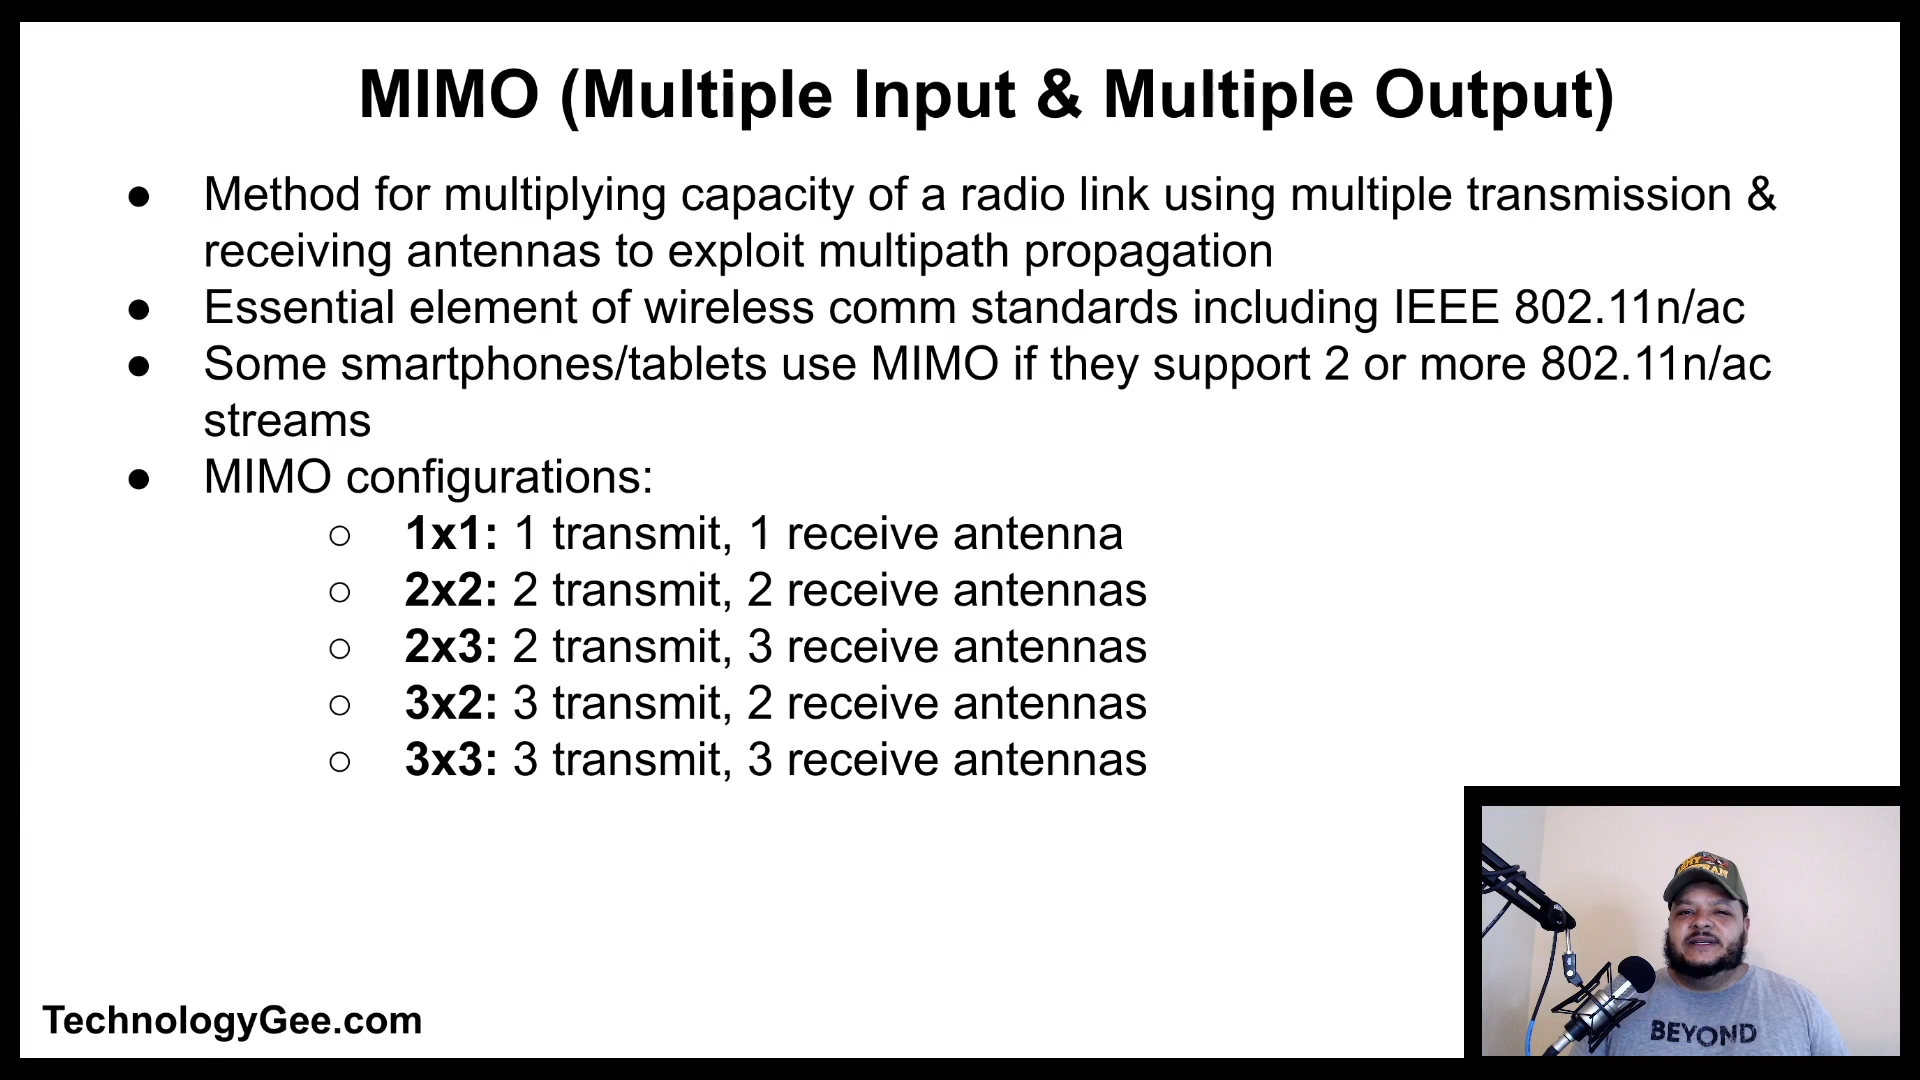 MIMO (Multiple Input & Multiple Output)
● Method for multiplying capacity of a radio link using multiple transmission &
receiving antennas to exploit multipath propagation
● Essential element of wireless comm standards including IEEE 802.11n/ac
● Some smartphones/tablets use MIMO if they support 2 or more 802.11n/ac
streams
● MIMO configurations:
○ 1x1: 1 transmit, 1 receive antenna
○ 2x2: 2 transmit, 2 receive antennas
○ 2x3: 2 transmit, 3 receive antennas
○ 3x2: 3 transmit, 2 receive antennas
○ 3x3: 3 transmit, 3 receive antennas
BEYOND
TechnologyGee.com